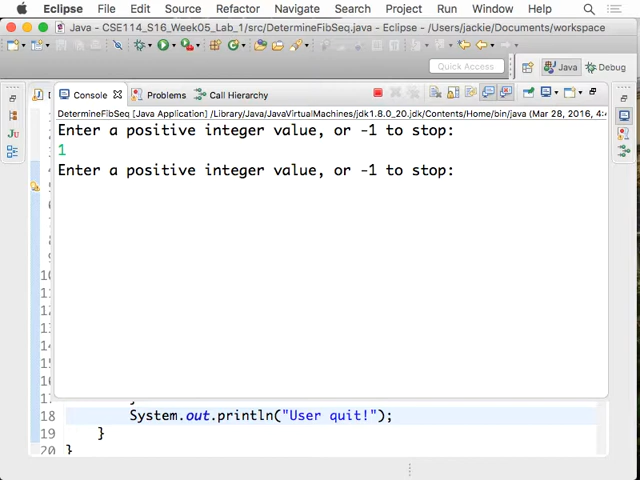 Eclipse File Edit Source Refactor Navigate Search Project Run Window Help
Java - CSE114_S16_Week05_Lab_1/src/DetermineFibSeq.java - Eclipse - /Users/jackie/Documents/workspace
Quick Access Java Debug
Console Problems Call Hierarchy
DetermineFibSeq [Java Application] /Library/Java/JavaVirtualMachines/jdk1.8.0_20.jdk/Contents/Home/bin/java (Mar 28, 2016, 4:
Enter a positive integer value, or -1 to stop:
1
Enter a positive integer value, or -1 to stop:
18 System.out.println("User quit!");
19 }
20 }